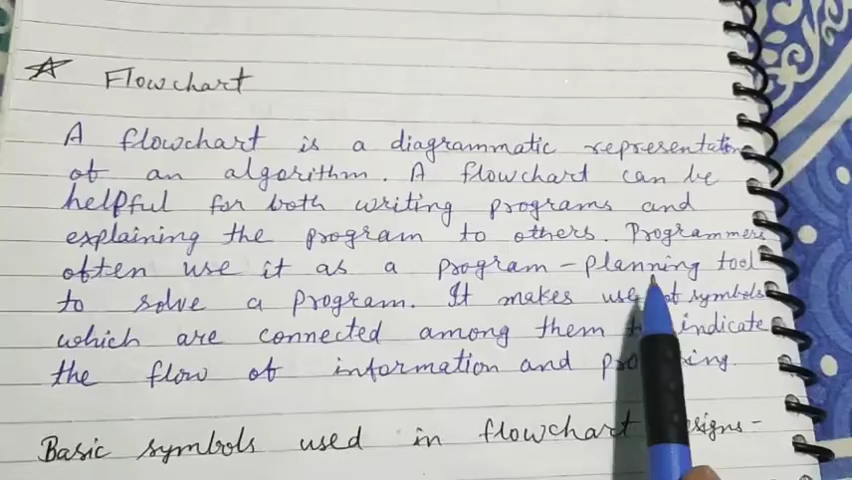 Flowchart
A flowchart is a diagrammatic representation
of an algorithm. A flowchart can be
helpful for both writing programs and
explaining the program to others. Programmers
often use it as a program-planning tool
to solve a program. It makes use of symbols
which are connected among them indicate
the flow of information and
Basic symbols used in flowchart